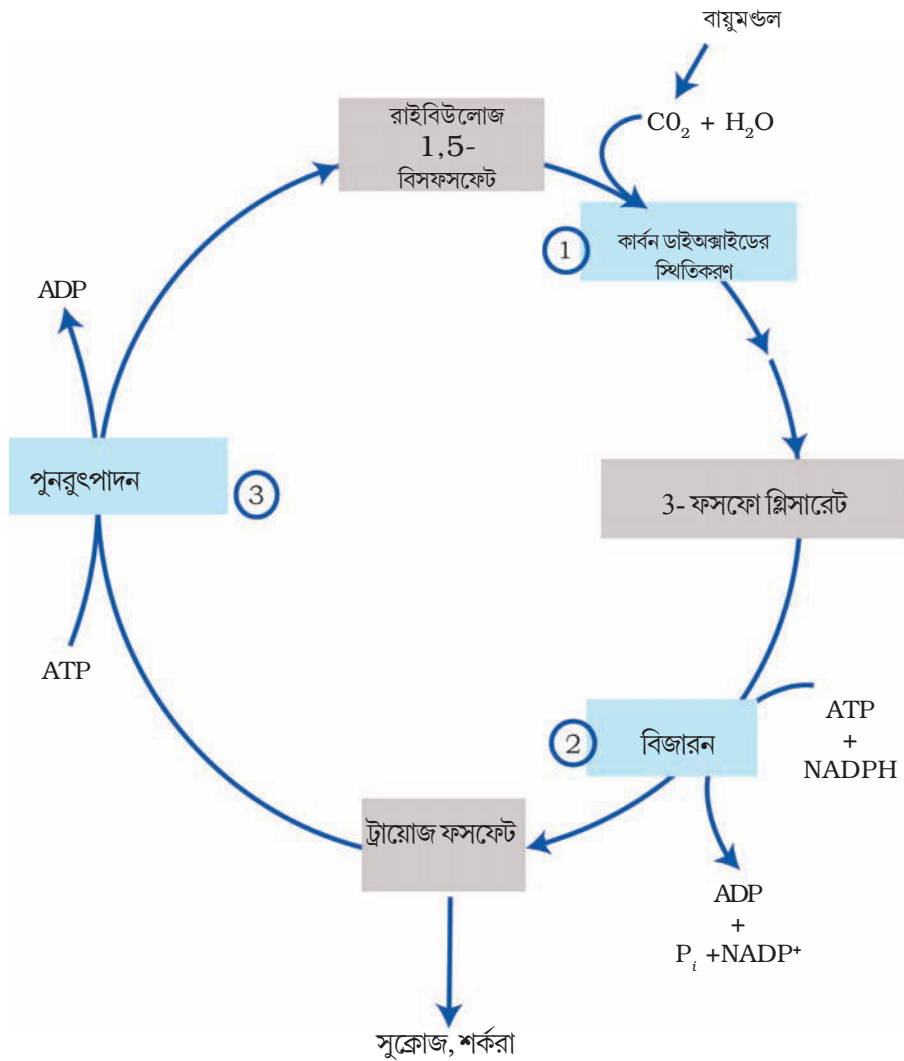 বায়ুমণ্ডল
C0₂ + H₂O
রাইবিউলোজ
1,5-
বিসফসফেট
1
কার্বন ডাইঅক্সাইডের
স্থিতিকরণ
ADP
পুনরুৎপাদন
3
3- ফসফো গ্লিসারেট
ATP
2
বিজারন
ATP
+
NADPH
ট্রায়োজ ফসফেট
ADP
+
Pᵢ +NADP⁺
সুক্রোজ, শর্করা